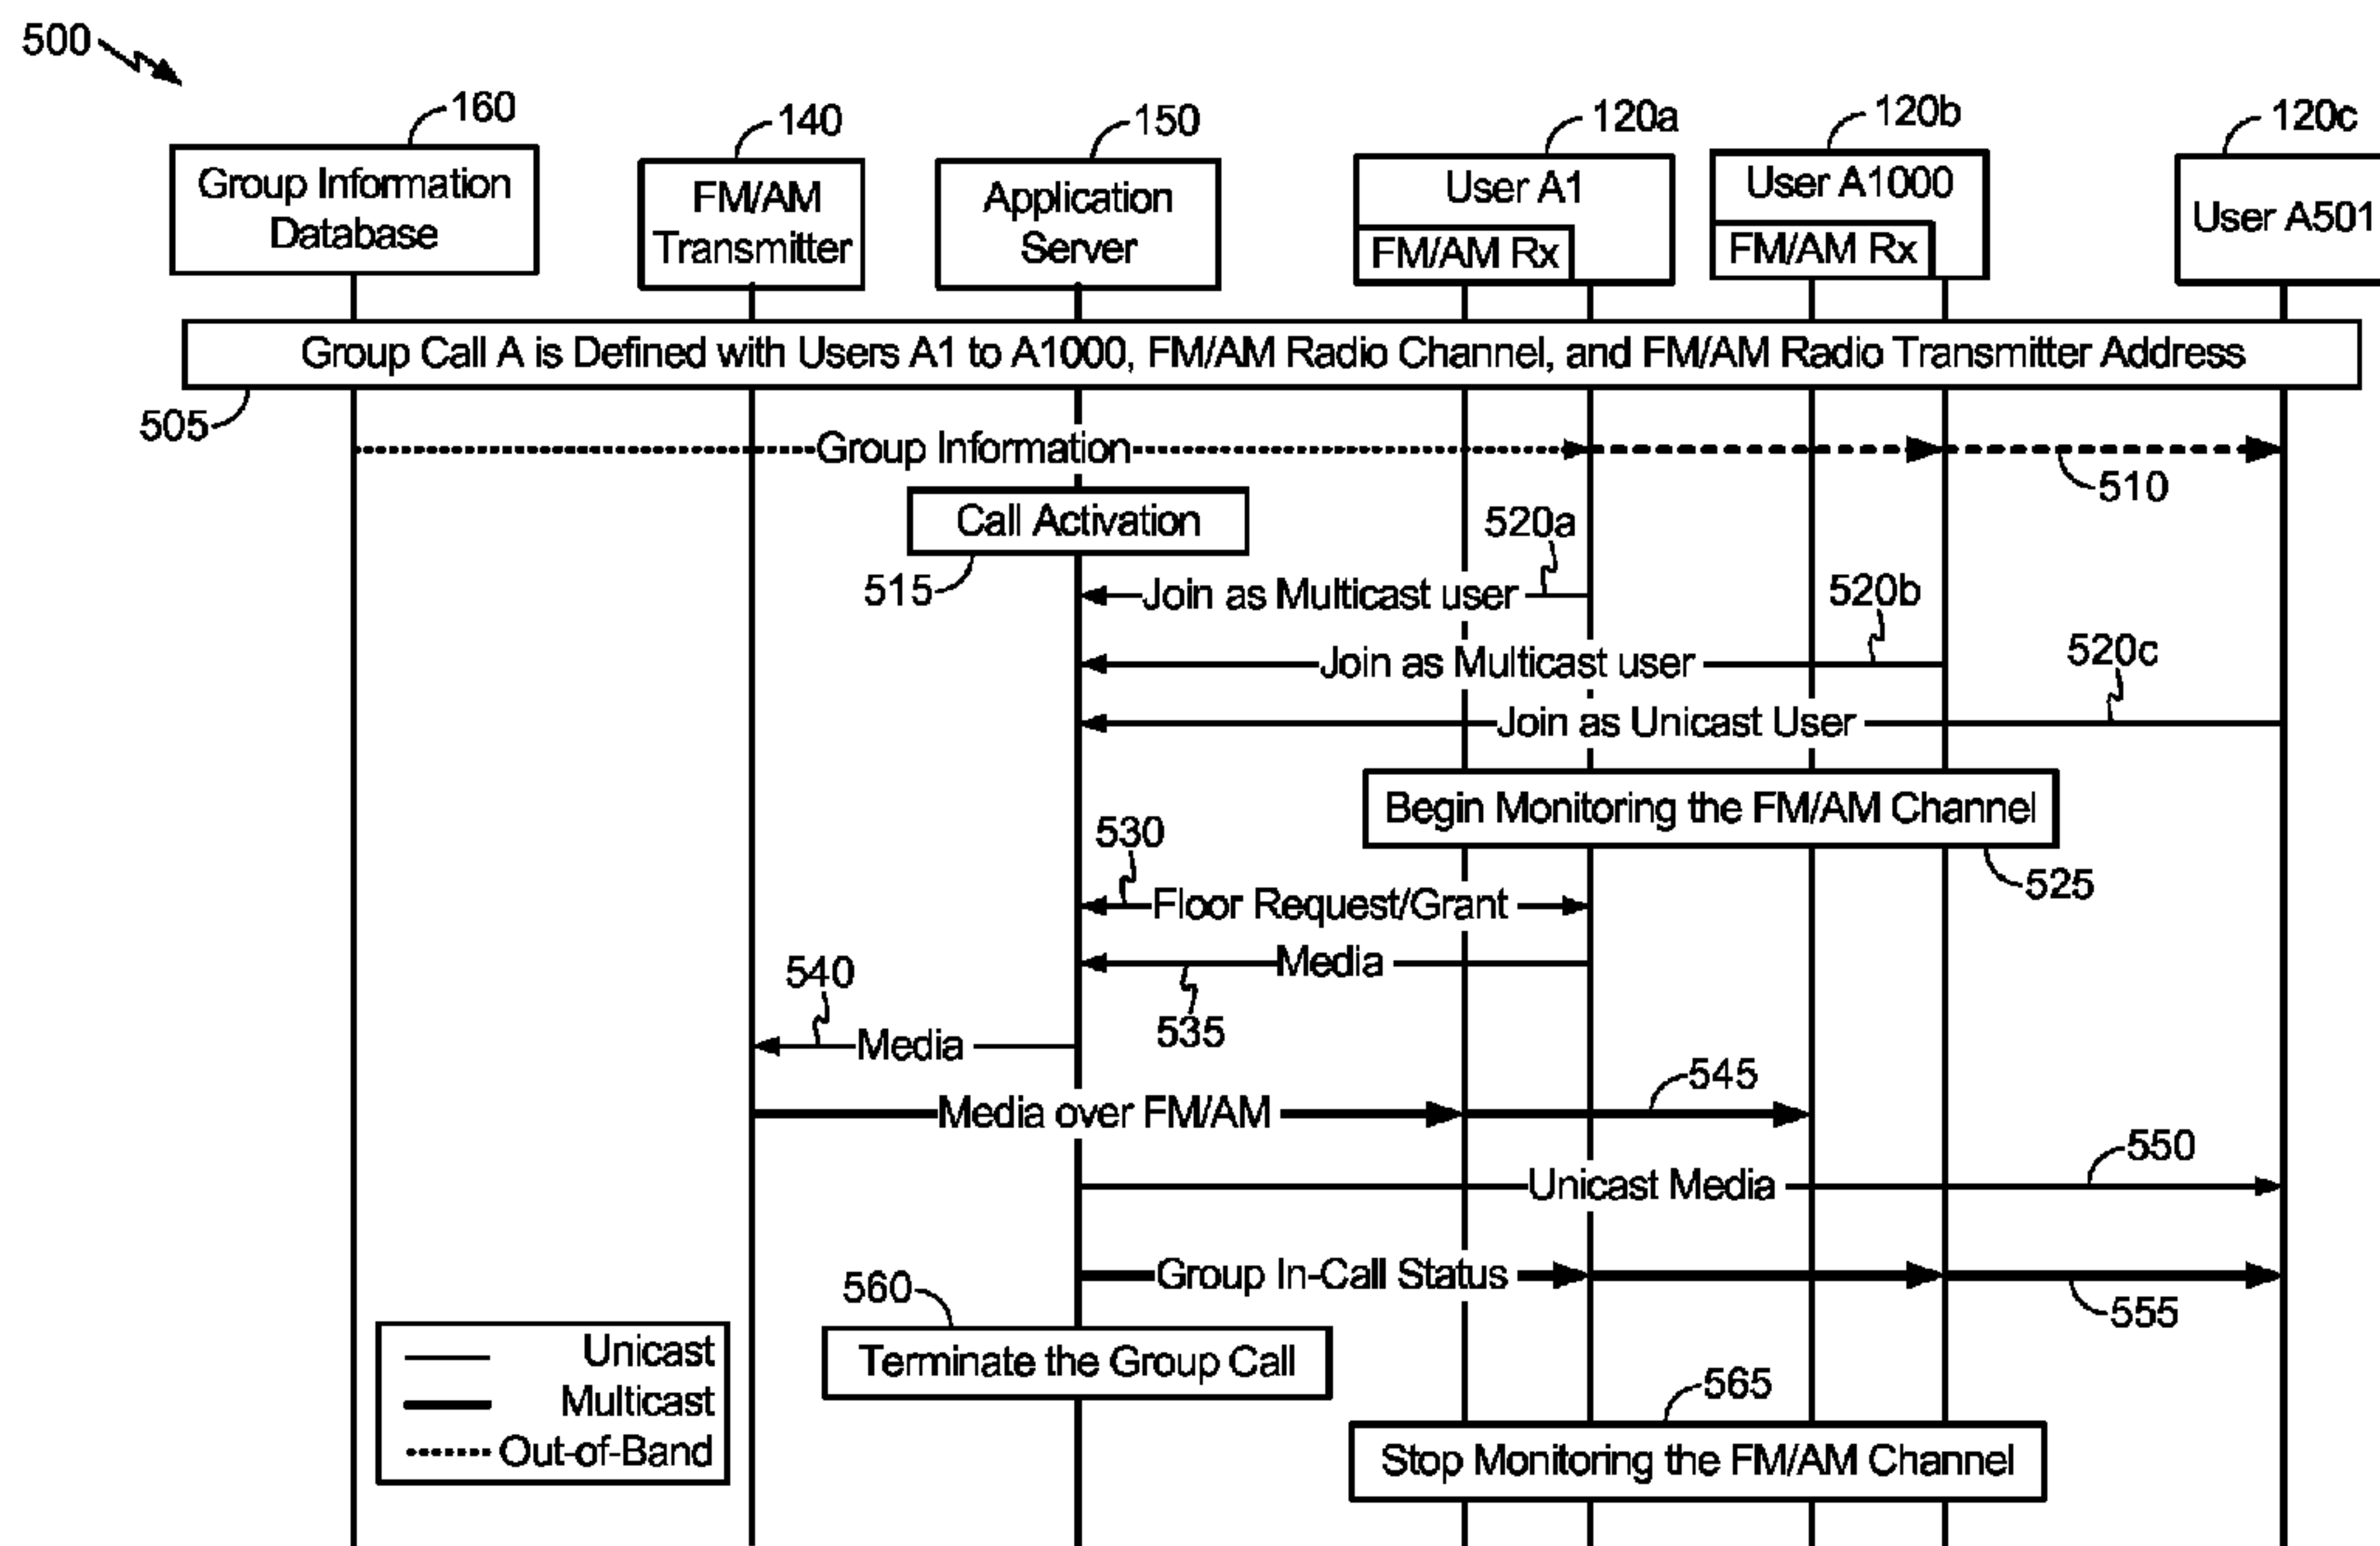 500
160
140
150
120a
120b
120c
Group Information
Database
FM/AM
Transmitter
Application
Server
User A1
FM/AM Rx
User A1000
FM/AM Rx
User A501
Group Call A is Defined with Users A1 to A1000, FM/AM Radio Channel, and FM/AM Radio Transmitter Address
505
Group Information
510
Call Activation
515
520a
Join as Multicast user
520b
Join as Multicast user
520c
Join as Unicast User
Begin Monitoring the FM/AM Channel
525
530
Floor Request/Grant
Media
535
540
Media
545
Media over FM/AM
550
Unicast Media
Group In-Call Status
555
560
Terminate the Group Call
Unicast
Multicast
Out-of-Band
565
Stop Monitoring the FM/AM Channel